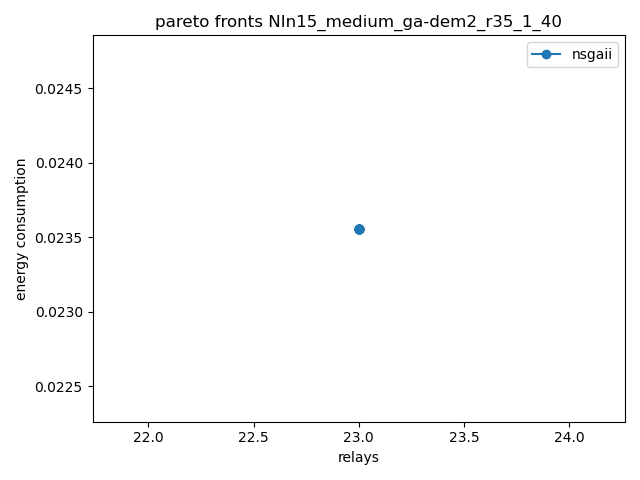 pareto fronts NIn15_medium_ga-dem2_r35_1_40
nsgaii
0.0245
0.0240
0.0235
0.0230
0.0225
energy consumption
22.0 22.5 23.0 23.5 24.0
relays